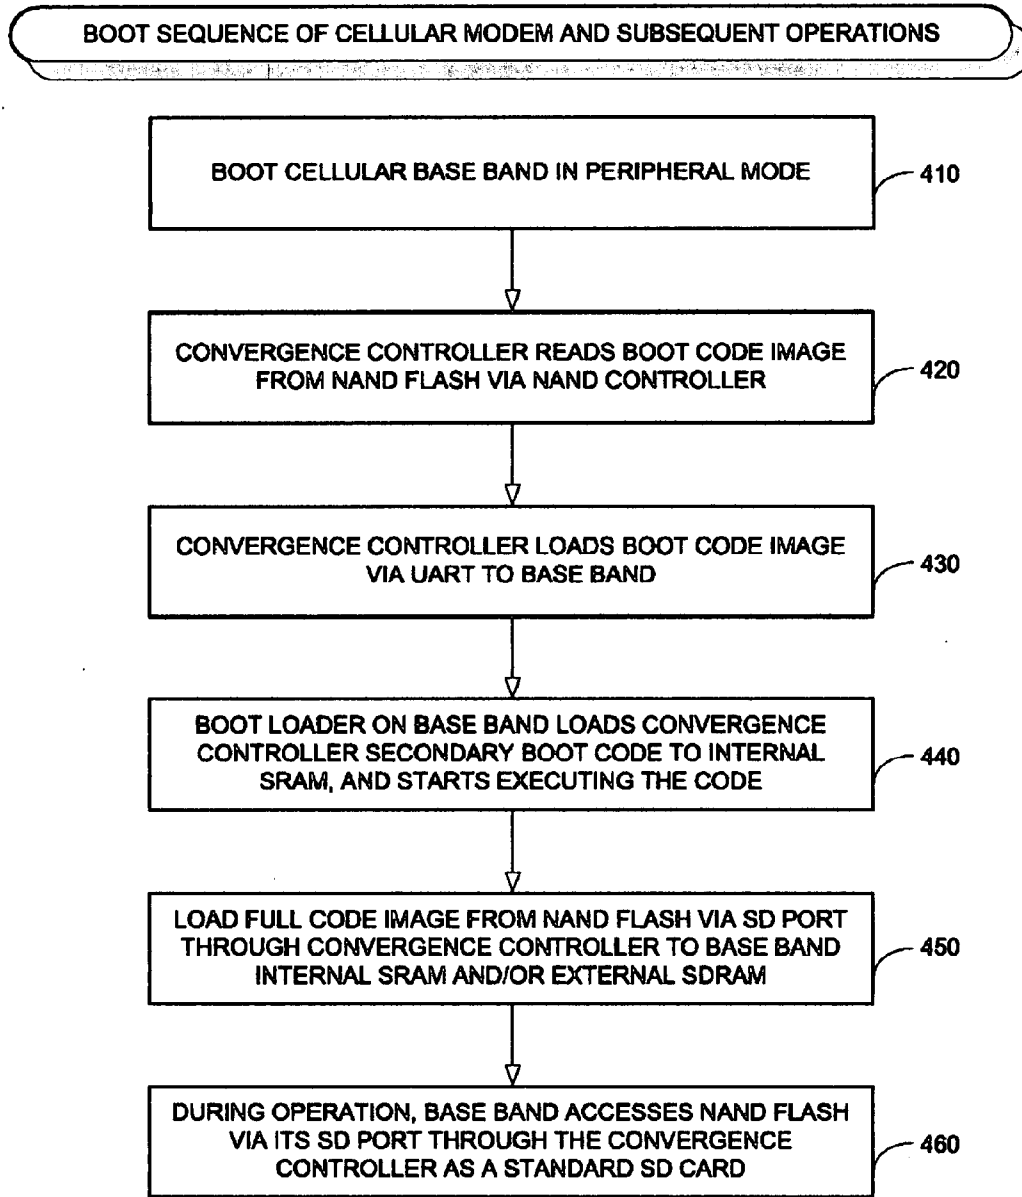 BOOT SEQUENCE OF CELLULAR MODEM AND SUBSEQUENT OPERATIONS
BOOT CELLULAR BASE BAND IN PERIPHERAL MODE
410
CONVERGENCE CONTROLLER READS BOOT CODE IMAGE
FROM NAND FLASH VIA NAND CONTROLLER
420
CONVERGENCE CONTROLLER LOADS BOOT CODE IMAGE
VIA UART TO BASE BAND
430
BOOT LOADER ON BASE BAND LOADS CONVERGENCE
CONTROLLER SECONDARY BOOT CODE TO INTERNAL
SRAM, AND STARTS EXECUTING THE CODE
440
LOAD FULL CODE IMAGE FROM NAND FLASH VIA SD PORT
THROUGH CONVERGENCE CONTROLLER TO BASE BAND
INTERNAL SRAM AND/OR EXTERNAL SDRAM
450
DURING OPERATION, BASE BAND ACCESSES NAND FLASH
VIA ITS SD PORT THROUGH THE CONVERGENCE
CONTROLLER AS A STANDARD SD CARD
460